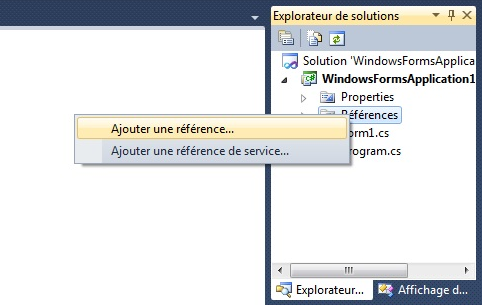 Explorateur de solutions
Solution 'WindowsFormsApplic
WindowsFormsApplication1
Properties
Références
Ajouter une référence...
orm1.cs
Ajouter une référence de service...
rogram.cs
Explorateur...
Affichage d...